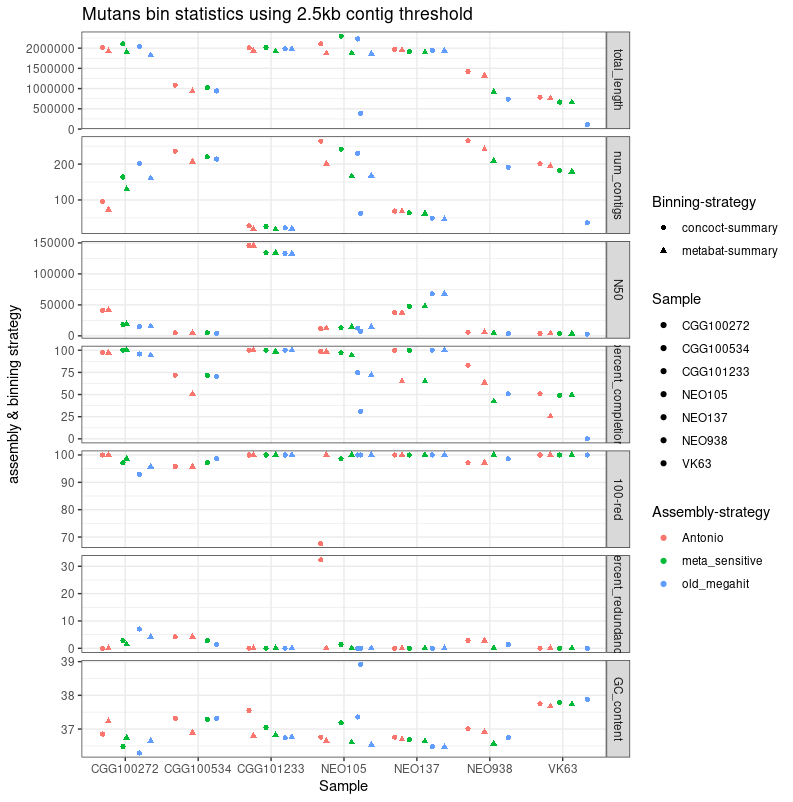 Mutans bin statistics using 2.5kb contig threshold
assembly & binning strategy
2000000
1500000
1000000
500000
0
total_length
200
100
num_contigs
150000
100000
50000
0
N50
100
75
50
25
0
percent_completion
100
90
80
70
100-red
30
20
10
0
ercent_redundanc
39
38
37
GC_content
CGG100272 CGG100534 CGG101233 NEO105 NEO137 NEO938 VK63
Sample
Binning-strategy
concoct-summary
metabat-summary
Sample
CGG100272
CGG100534
CGG101233
NEO105
NEO137
NEO938
VK63
Assembly-strategy
Antonio
meta_sensitive
old_megahit